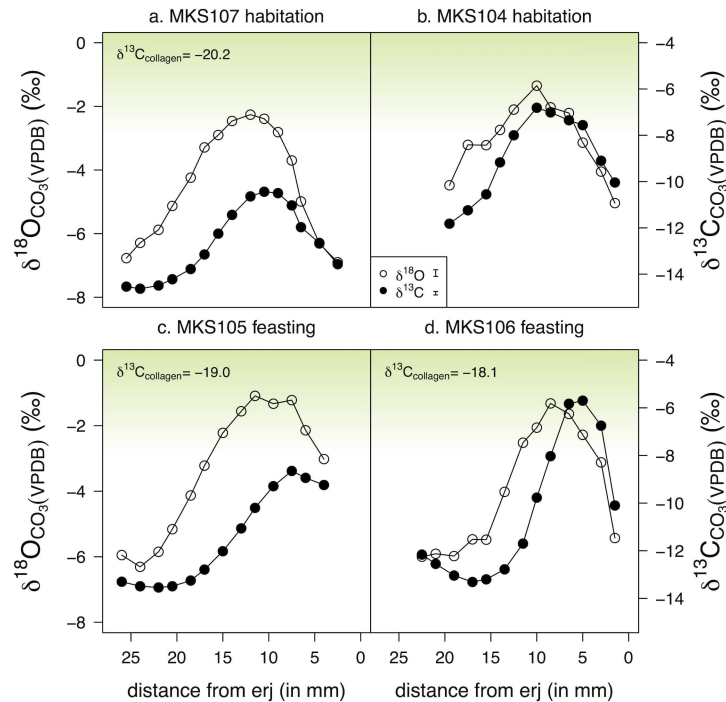 a. MKS107 habitation
b. MKS104 habitation
δ13Ccollagen= −20.2
0
−2
−4
−6
−8
δ18OCO3(VPDB) (‰)
−4
−6
−8
−10
−12
−14
δ13CCO3(VPDB) (‰)
δ18O
δ13C
c. MKS105 feasting
d. MKS106 feasting
δ13Ccollagen= −19.0
δ13Ccollagen= −18.1
0
−2
−4
−6
−8
δ18OCO3(VPDB) (‰)
−4
−6
−8
−10
−12
−14
δ13CCO3(VPDB) (‰)
25 20 15 10 5 0
25 20 15 10 5 0
distance from erj (in mm)
distance from erj (in mm)